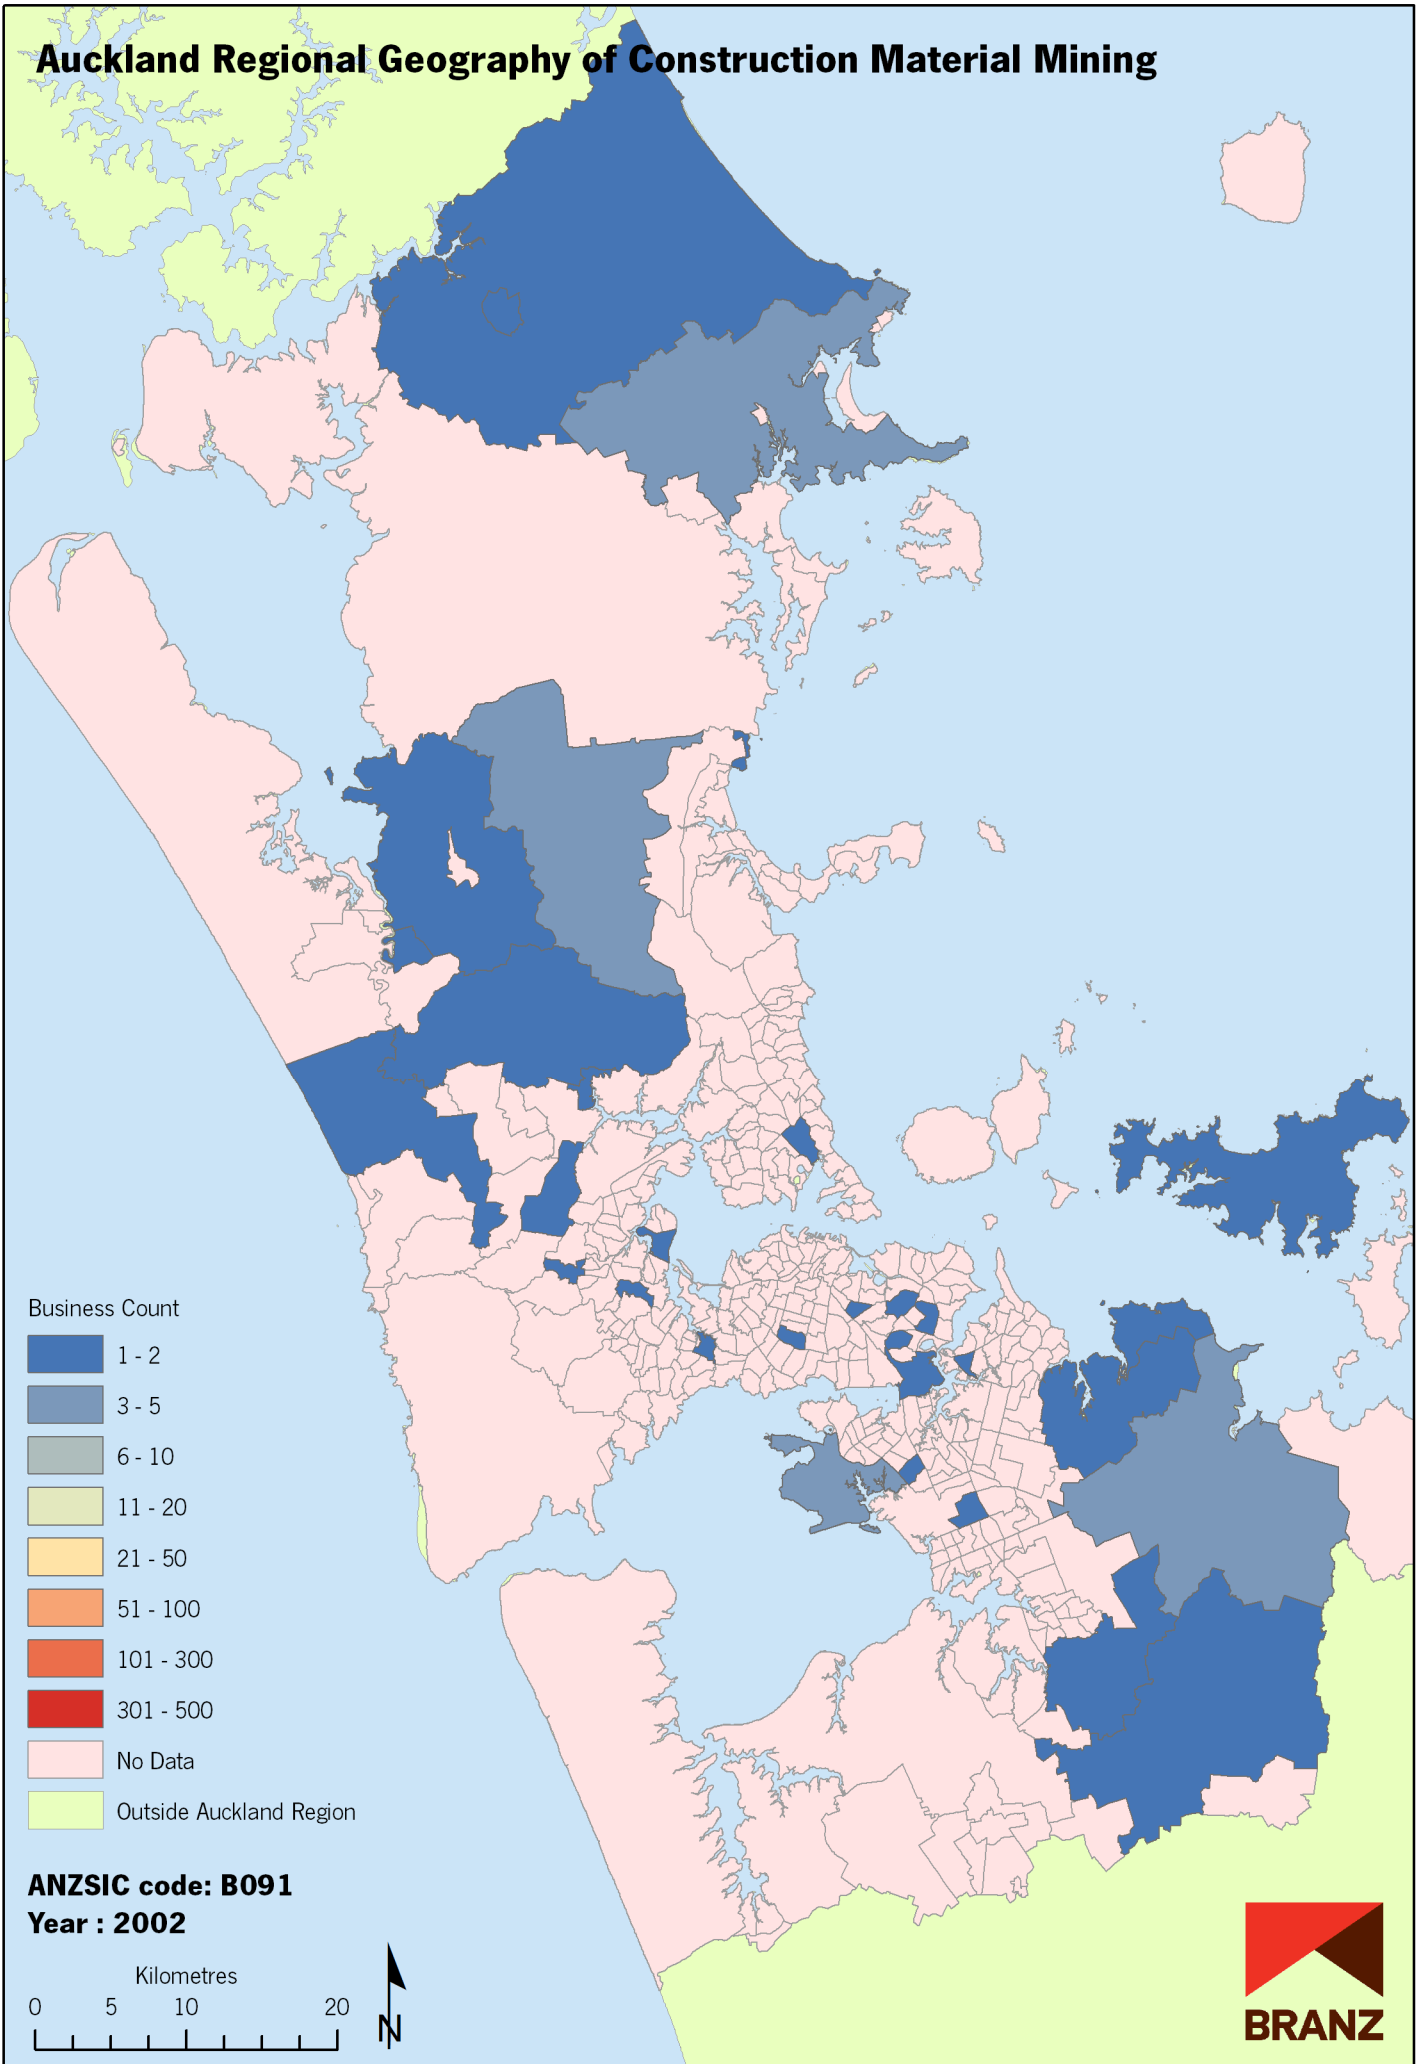 Auckland Regional Geography of Construction Material Mining
Business Count
1 - 2
3 - 5
6 - 10
11 - 20
21 - 50
51 - 100
101 - 300
301 - 500
No Data
Outside Auckland Region
ANZSIC code: B091
Year : 2002
Kilometres
0 5 10 20
N
BRANZ